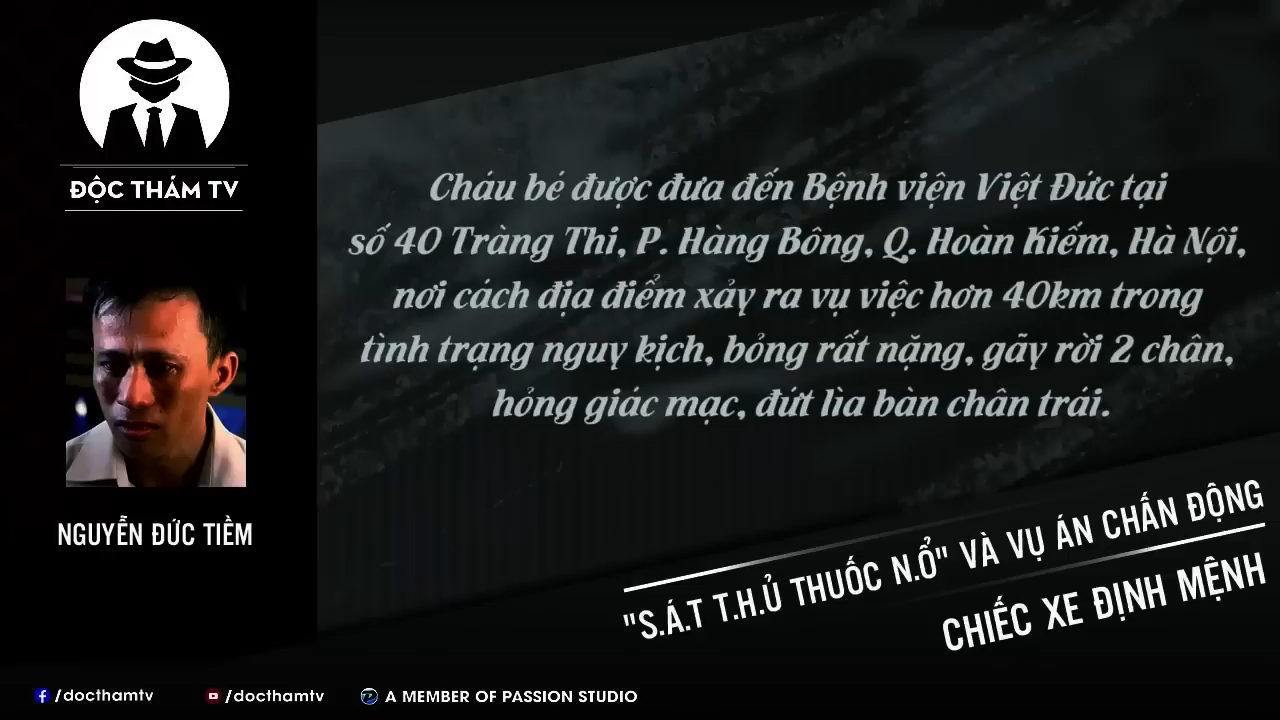 ĐỘC THÁM TV
NGUYỄN ĐỨC TIỀM
Cháu bé được đưa đến Bệnh viện Việt Đức tại
số 40 Tràng Thi, P. Hàng Bông, Q. Hoàn Kiếm, Hà Nội,
nơi cách địa điểm xảy ra vụ việc hơn 40km trong
tình trạng nguy kịch, bỏng rất nặng, gãy rời 2 chân,
hỏng giác mạc, đứt lìa bàn chân trái.
"S.Á.T T.H.Ủ THUỐC N.Ổ" VÀ VỤ ÁN CHẤN ĐỘNG
CHIẾC XE ĐỊNH MỆNH
/docthamtv
/docthamtv
A MEMBER OF PASSION STUDIO